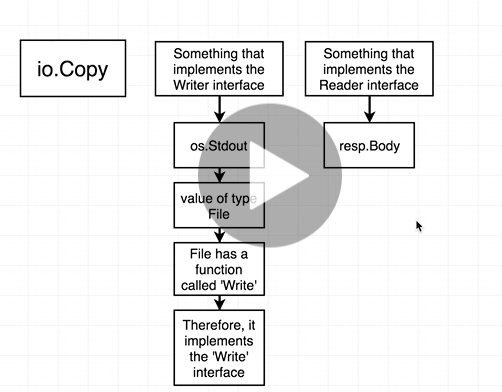 io.Copy
Something that
implements the
Writer interface
Something that
implements the
Reader interface
os.Stdout
resp.Body
value of type
File
File has a
function
called 'Write'
Therefore, it
implements
the 'Write'
interface